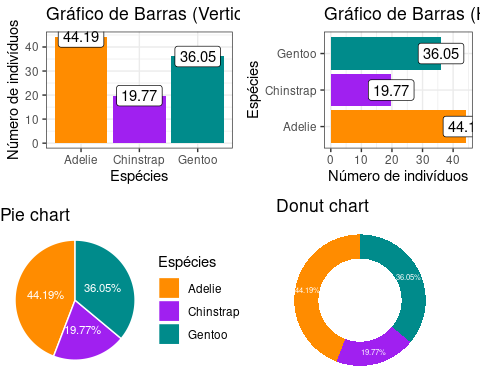 Gráfico de Barras (Vertic
Número de indivíduos
40
30
20
10
0
44.19
19.77
36.05
Adelie
Chinstrap
Gentoo
Espécies
Gráfico de Barras (H
Espécies
Gentoo
Chinstrap
Adelie
36.05
19.77
44.1
0
10
20
30
40
Número de indivíduos
Pie chart
44.19%
36.05%
19.77%
Espécies
Adelie
Chinstrap
Gentoo
Donut chart
44.19%
36.05%
19.77%